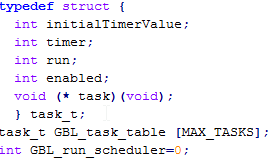 typedef struct {
int initialTimerValue;
int timer;
int run;
int enabled;
void (* task)(void);
} task_t;
task_t GBL_task_table [MAX_TASKS];
int GBL_run_scheduler=0;